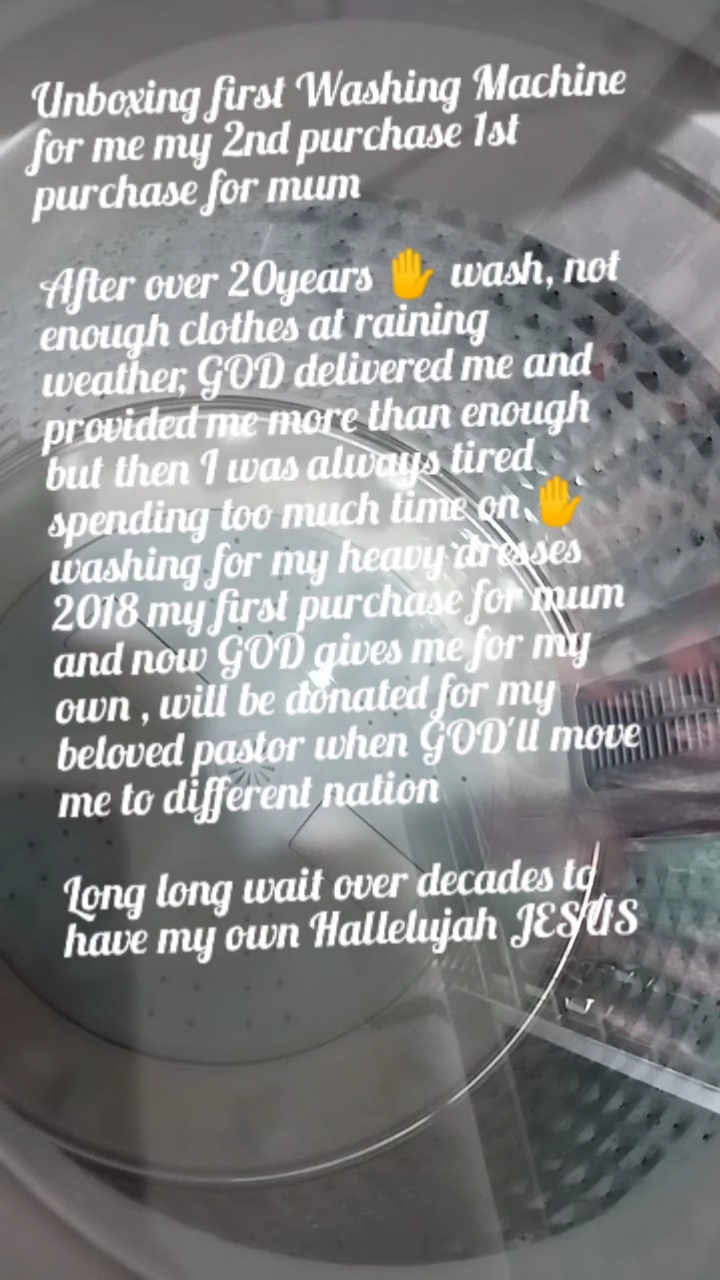 Unboxing first Washing Machine
for me my 2nd purchase 1st
purchase for mum
After over 20years ✋ wash, not
enough clothes at raining
weather, GOD delivered me and
provided me more than enough
but then I was always tired
spending too much time on ✋
washing for my heavy dresses
2018 my first purchase for mum
and now GOD gives me for my
own , will be donated for my
beloved pastor when GOD'll move
me to different nation
Long long wait over decades to
have my own Hallelujah JESUS